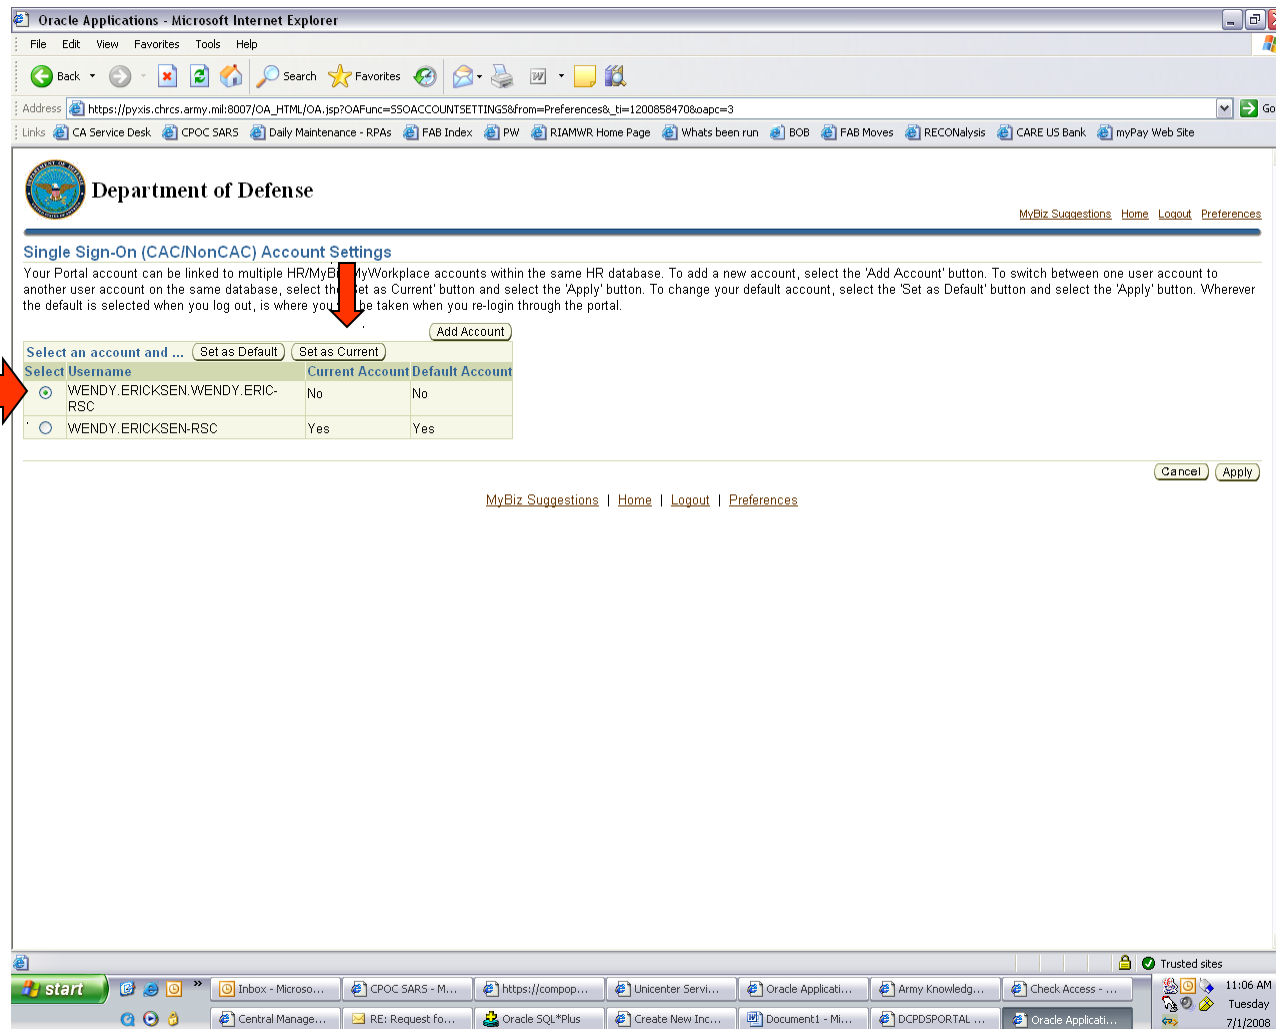 Oracle Applications - Microsoft Internet Explorer
File Edit View Favorites Tools Help
Back Search Favorites
Address https://pyxis.chrcs.army.mil:8007/OA_HTML/OA.jsp?OAFunc=SSOACCOUNTSETTINGS&from=Preferences&_ti=1200858470&oapc=3 Go
Links CA Service Desk CPOC SARS Daily Maintenance - RPAs FAB Index PW RIAMWR Home Page Whats been run BOB FAB Moves RECONalysis CARE US Bank myPay Web Site
Department of Defense
MyBiz Suggestions Home Logout Preferences
Single Sign-On (CAC/NonCAC) Account Settings
Your Portal account can be linked to multiple HR/MyBi MyWorkplace accounts within the same HR database. To add a new account, select the 'Add Account' button. To switch between one user account to
another user account on the same database, select the 'Set as Current' button and select the 'Apply' button. To change your default account, select the 'Set as Default' button and select the 'Apply' button. Wherever
the default is selected when you log out, is where you be taken when you re-login through the portal.
Add Account
Select an account and ... Set as Default Set as Current
Select Username Current Account Default Account
WENDY.ERICKSEN.WENDY.ERIC-
RSC No No
WENDY.ERICKSEN-RSC Yes Yes
Cancel Apply
MyBiz Suggestions | Home | Logout | Preferences
Trusted sites
start Inbox - Microso... CPOC SARS - M... https://compop... Unicenter Servi... Oracle Applicati... Army Knowledg... Check Access - ... 11:06 AM
Tuesday
Central Manage... RE: Request fo... Oracle SQL*Plus Create New Inc... Document1 - Mi... DCPDSPORTAL ... Oracle Applicati... 7/1/2008